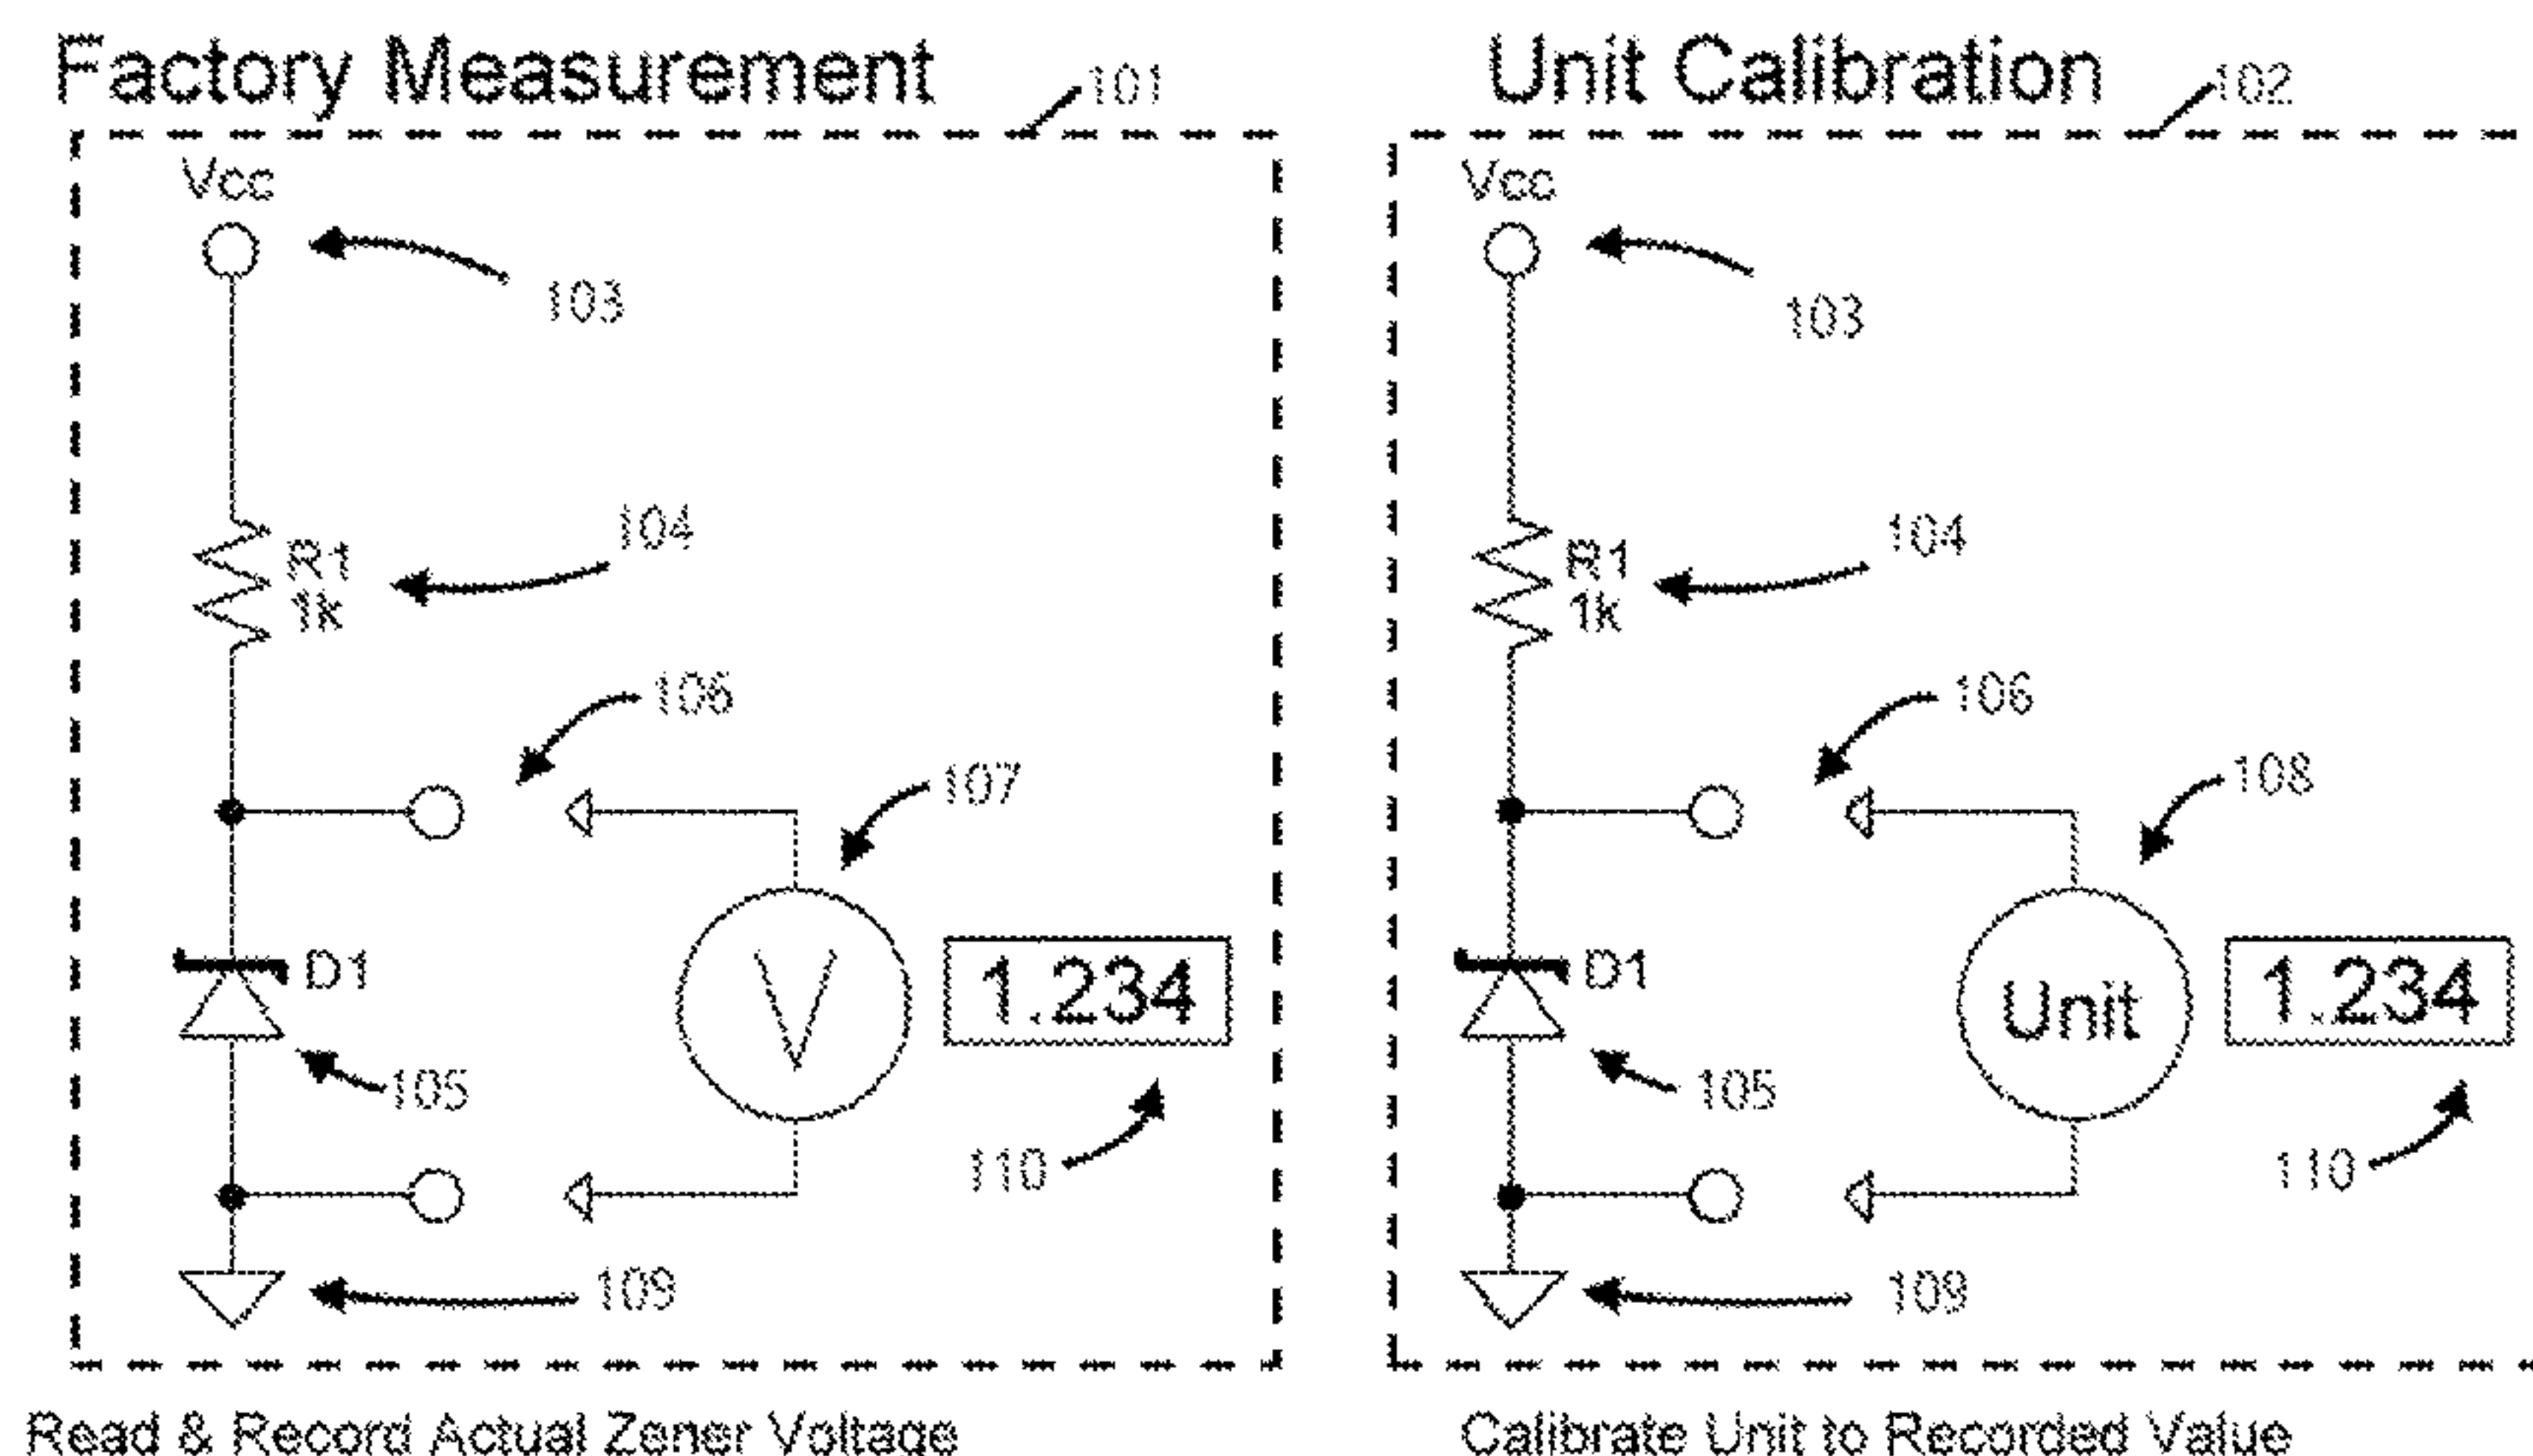 Factory Measurement
101
Vcc
103
R1
1k
104
106
107
D1
V
1.234
105
110
109
Read & Record Actual Zener Voltage
Unit Calibration
102
Vcc
103
R1
1k
104
106
108
D1
Unit
1.234
105
110
109
Calibrate Unit to Recorded Value